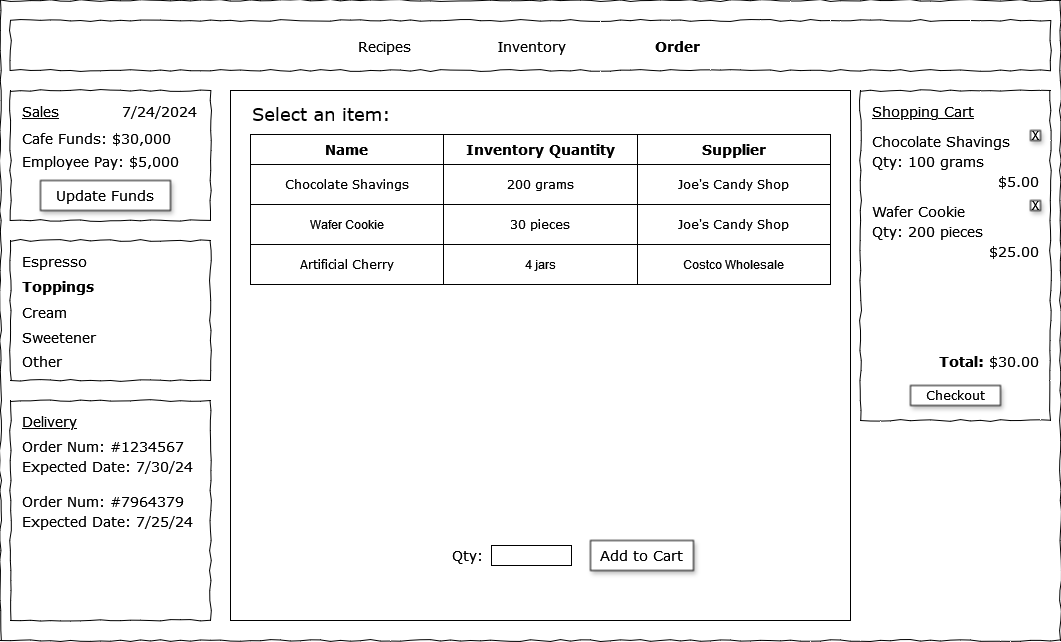 Recipes Inventory Order
Sales 7/24/2024
Cafe Funds: $30,000
Employee Pay: $5,000
Update Funds
Espresso
Toppings
Cream
Sweetener
Other
Delivery
Order Num: #1234567
Expected Date: 7/30/24
Order Num: #7964379
Expected Date: 7/25/24
Select an item:
Name Inventory Quantity Supplier
Chocolate Shavings 200 grams Joe's Candy Shop
Wafer Cookie 30 pieces Joe's Candy Shop
Artificial Cherry 4 jars Costco Wholesale
Qty: Add to Cart
Shopping Cart
Chocolate Shavings X
Qty: 100 grams
$5.00
Wafer Cookie X
Qty: 200 pieces
$25.00
Total: $30.00
Checkout